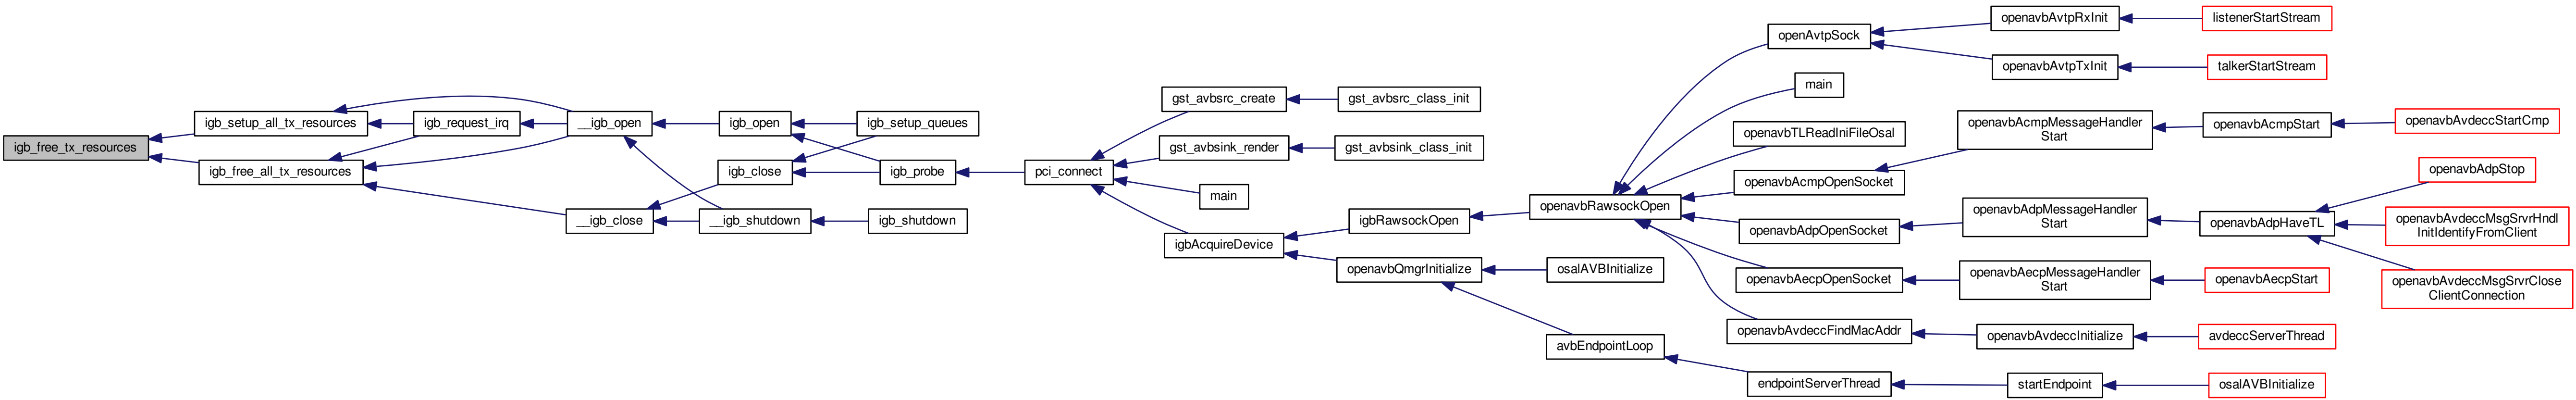 igb_free_tx_resources
igb_setup_all_tx_resources
igb_free_all_tx_resources
igb_request_irq
__igb_open
__igb_close
igb_open
igb_close
__igb_shutdown
igb_setup_queues
igb_probe
igb_shutdown
pci_connect
gst_avbsrc_create
gst_avbsink_render
main
igbAcquireDevice
gst_avbsrc_class_init
gst_avbsink_class_init
igbRawsockOpen
openavbQmgrInitialize
openavbRawsockOpen
osalAVBInitialize
avbEndpointLoop
openAvtpSock
main
openavbTLReadIniFileOsal
openavbAcmpOpenSocket
openavbAdpOpenSocket
openavbAecpOpenSocket
openavbAvdeccFindMacAddr
endpointServerThread
openavbAvtpRxInit
openavbAvtpTxInit
openavbAcmpMessageHandler
Start
openavbAdpMessageHandler
Start
openavbAecpMessageHandler
Start
openavbAvdeccInitialize
startEndpoint
listenerStartStream
talkerStartStream
openavbAcmpStart
openavbAdpHaveTL
openavbAecpStart
avdeccServerThread
osalAVBInitialize
openavbAvdeccStartCmp
openavbAdpStop
openavbAvdeccMsgSrvrHndl
InitIdentifyFromClient
openavbAvdeccMsgSrvrClose
ClientConnection